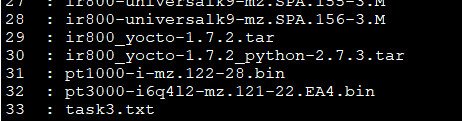 27 : ir800-universalk9-mz.SPA.155-3.M
28 : ir800-universalk9-mz.SPA.156-3.M
29 : ir800_yocto-1.7.2.tar
30 : ir800_yocto-1.7.2_python-2.7.3.tar
31 : pt1000-i-mz.122-28.bin
32 : pt3000-i6q4l2-mz.121-22.EA4.bin
33 : task3.txt